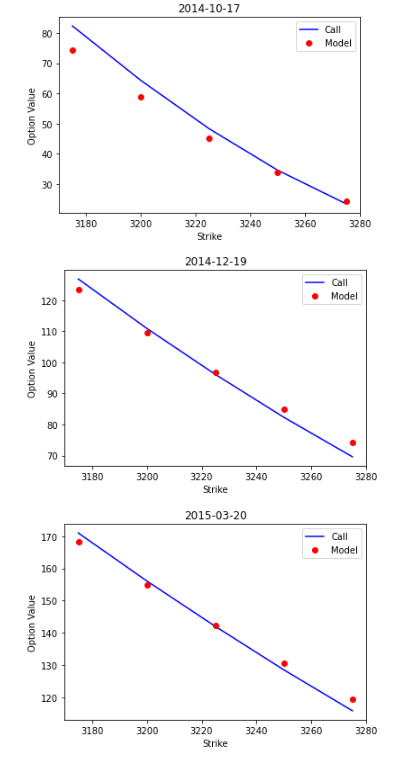 2014-10-17
Call
Model
80
70
60
50
40
30
Option Value
3180 3200 3220 3240 3260 3280
Strike
2014-12-19
Call
Model
120
110
100
90
80
70
Option Value
3180 3200 3220 3240 3260 3280
Strike
2015-03-20
Call
Model
170
160
150
140
130
120
Option Value
3180 3200 3220 3240 3260 3280
Strike